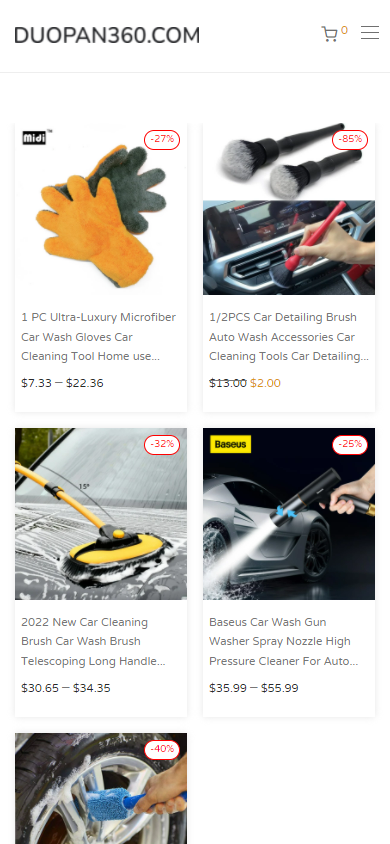 DUOPAN360.COM
0
Midi™
-27%
-85%
1 PC Ultra-Luxury Microfiber
Car Wash Gloves Car
Cleaning Tool Home use...
$7.33 – $22.36
1/2PCS Car Detailing Brush
Auto Wash Accessories Car
Cleaning Tools Car Detailing...
$13.00 $2.00
-32%
15°
Baseus
-25%
2022 New Car Cleaning
Brush Car Wash Brush
Telescoping Long Handle...
$30.65 – $34.35
Baseus Car Wash Gun
Washer Spray Nozzle High
Pressure Cleaner For Auto...
$35.99 – $55.99
-40%